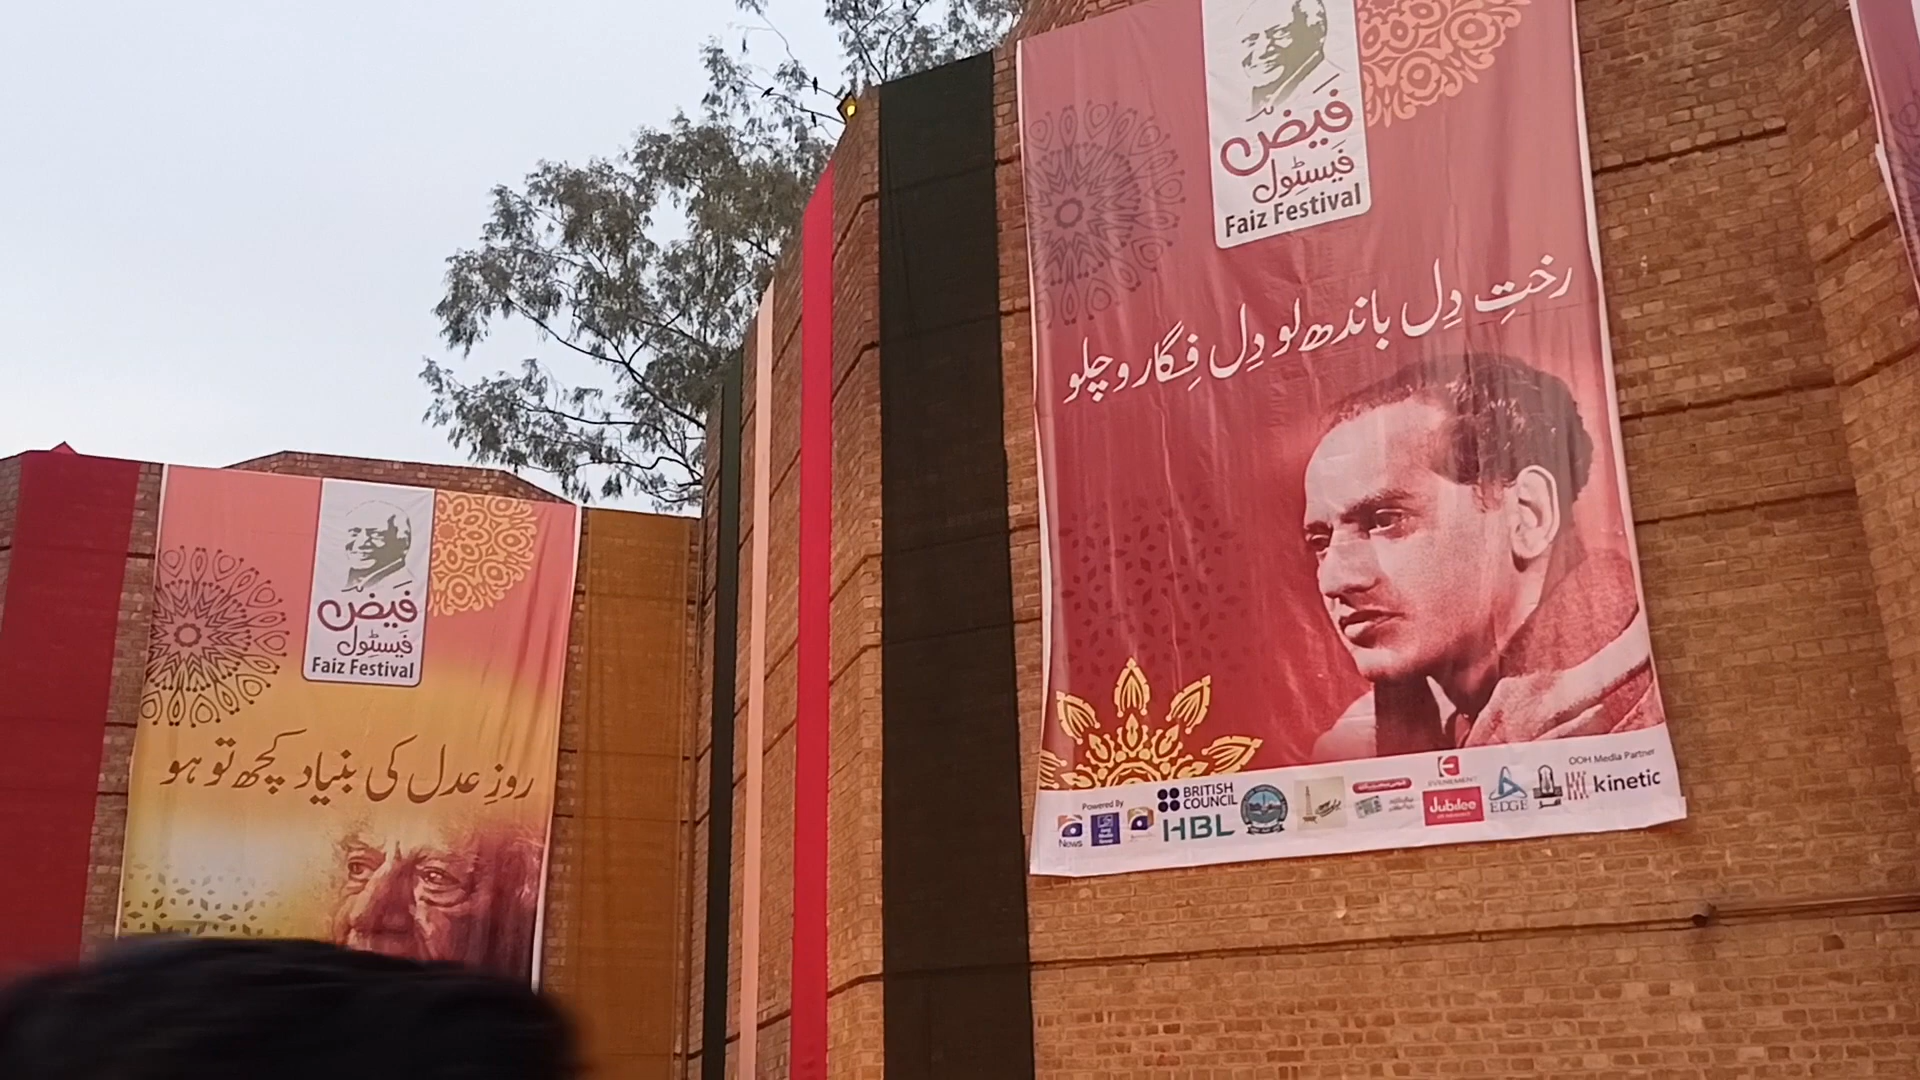 فیض
فیسٹول
Faiz Festival
روزِ عدل کی بنیاد کچھ تو ہو
فیض
فیسٹول
Faiz Festival
رختِ دِل باندھ لو دِل فِگارو چلو
OOH Media Partner
Powered By
News
BRITISH COUNCIL
HBL
EVENEMENT
Jubilee
EDGE
kinetic